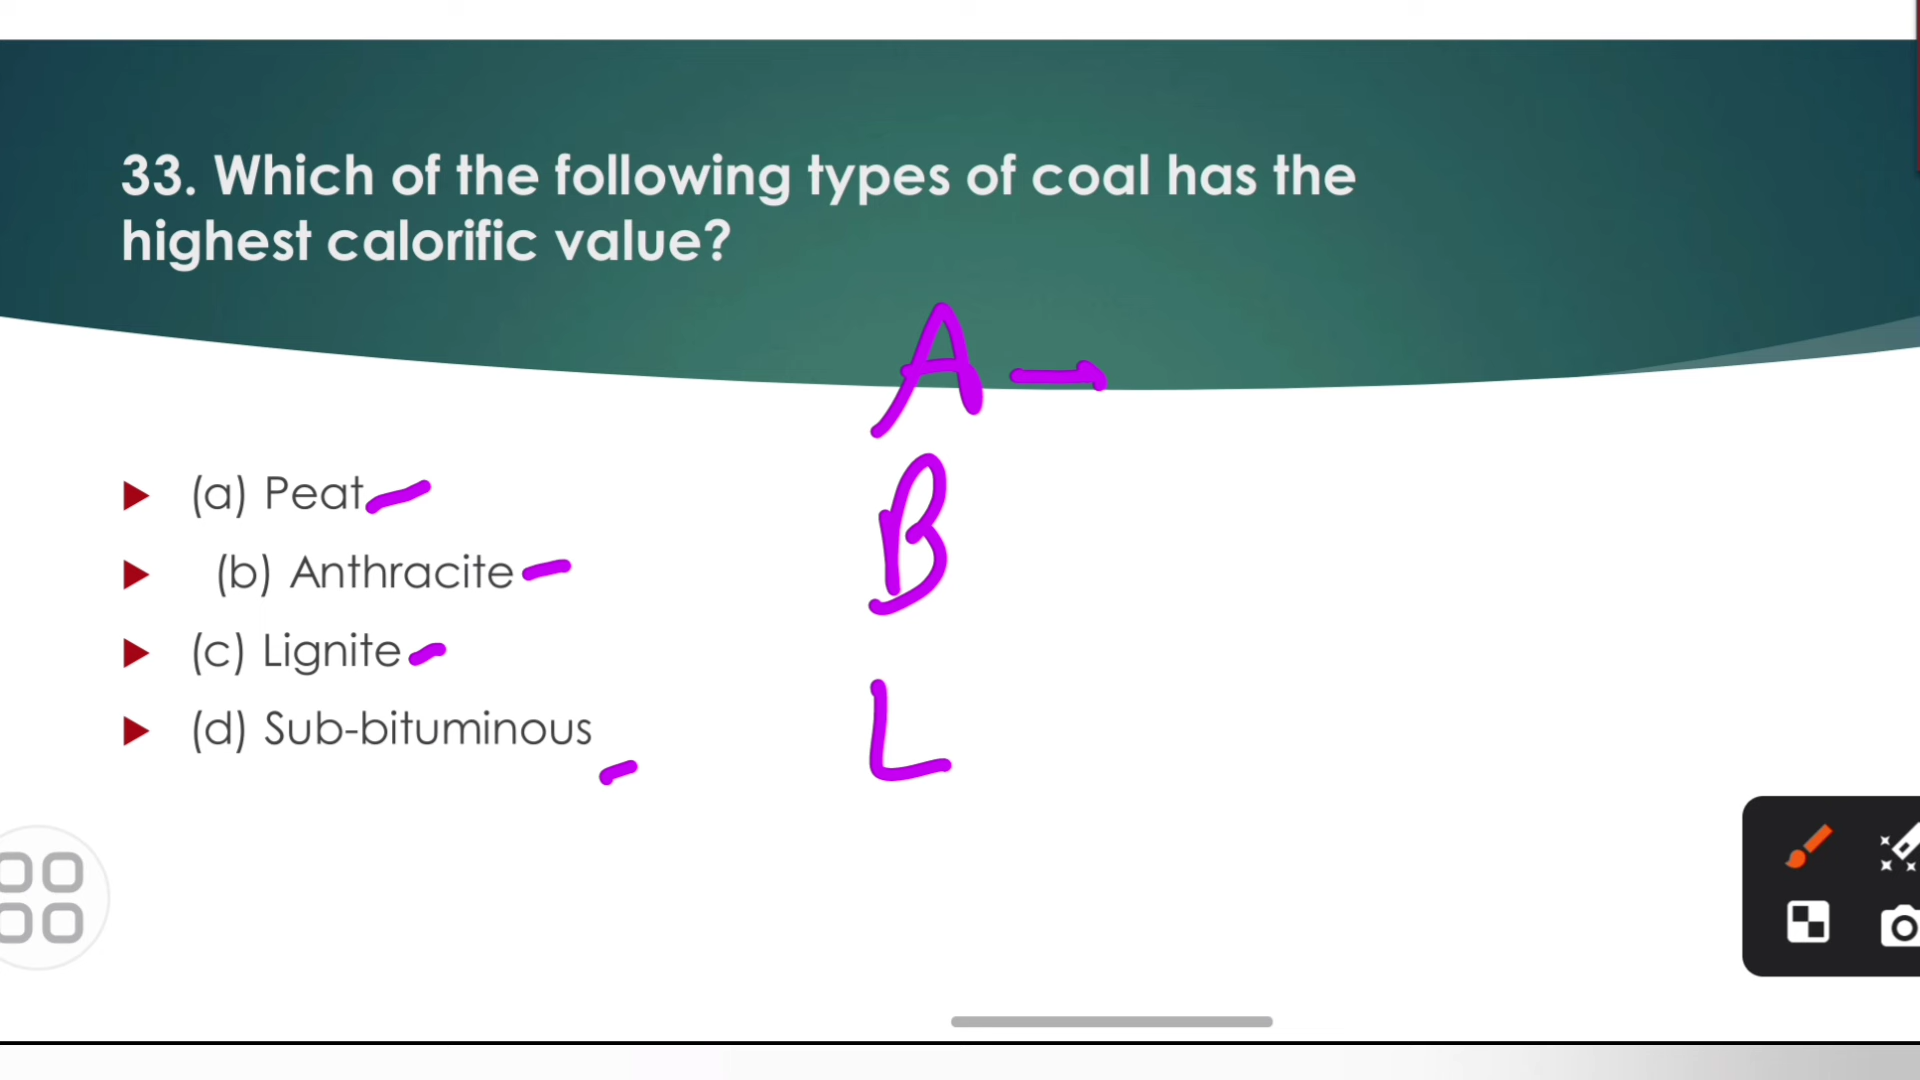 33. Which of the following types of coal has the
highest calorific value?
A
(a) Peat
B
(b) Anthracite
(c) Lignite
L
(d) Sub-bituminous